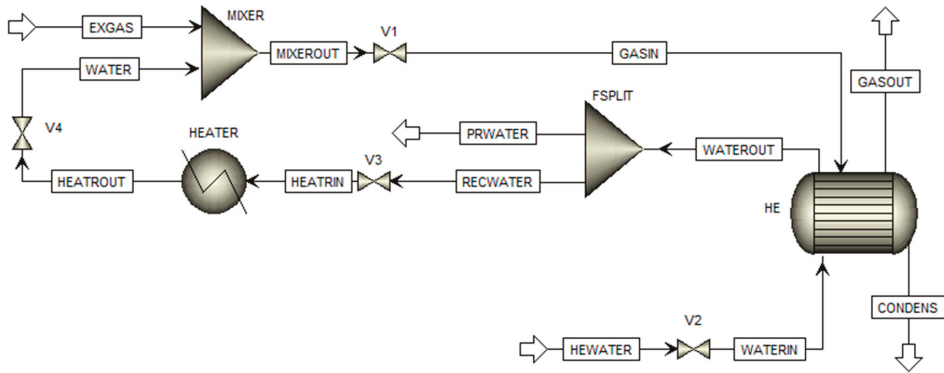 MIXER
EXGAS
V1
MIXEROUT
GASIN
WATER
GASOUT
FSPLIT
V4
HEATER
PRWATER
WATEROUT
V3
HEATROUT
HEATRIN
RECWATER
HE
CONDENS
V2
HEWATER
WATERIN